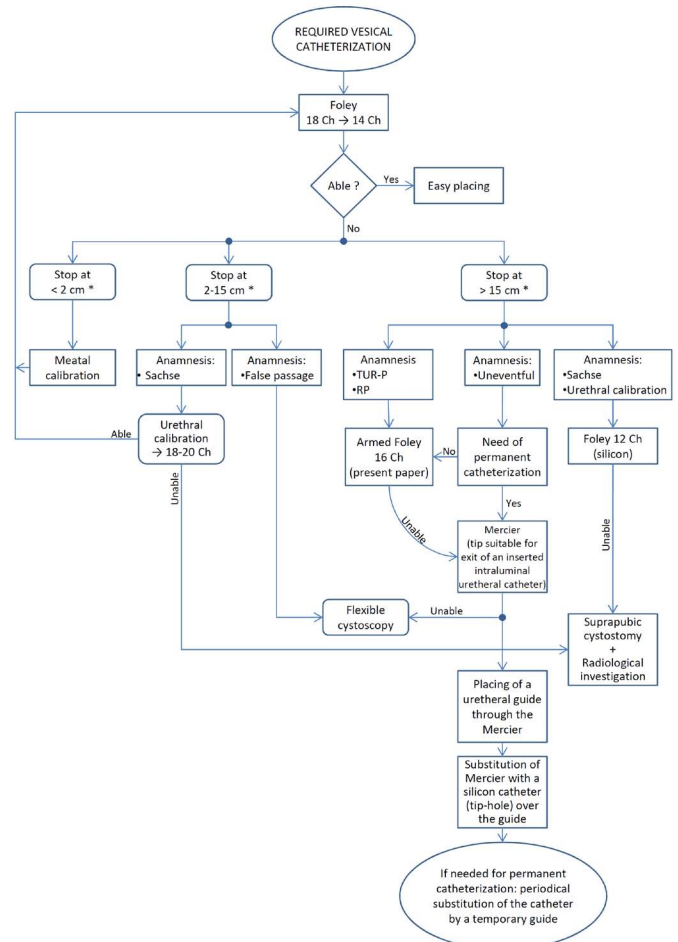 REQUIRED VESICAL
CATHETERIZATION
Foley
18 Ch → 14 Ch
Able ?
Yes
Easy placing
No
Stop at
< 2 cm *
Stop at
2-15 cm *
Stop at
> 15 cm *
Meatal
calibration
Anamnesis:
• Sachse
Anamnesis:
•False passage
Anamnesis:
•TUR-P
•RP
Anamnesis:
•Uneventful
Anamnesis:
•Sachse
•Urethral calibration
Able
Urethral
calibration
→ 18-20 Ch
Armed Foley
16 Ch
(present paper)
No
Need of
permanent
catheterization
Foley 12 Ch
(silicon)
Unable
Unable
Yes
Unable
Mercier
(tip suitable for
exit of an inserted
intraluminal
uretheral catheter)
Flexible
cystoscopy
Unable
Suprapubic
cystostomy
+
Radiological
investigation
Placing of a
uretheral guide
through the
Mercier
Substitution of
Mercier with a
silicon catheter
(tip-hole) over
the guide
If needed for permanent
catheterization: periodical
substitution of the catheter
by a temporary guide